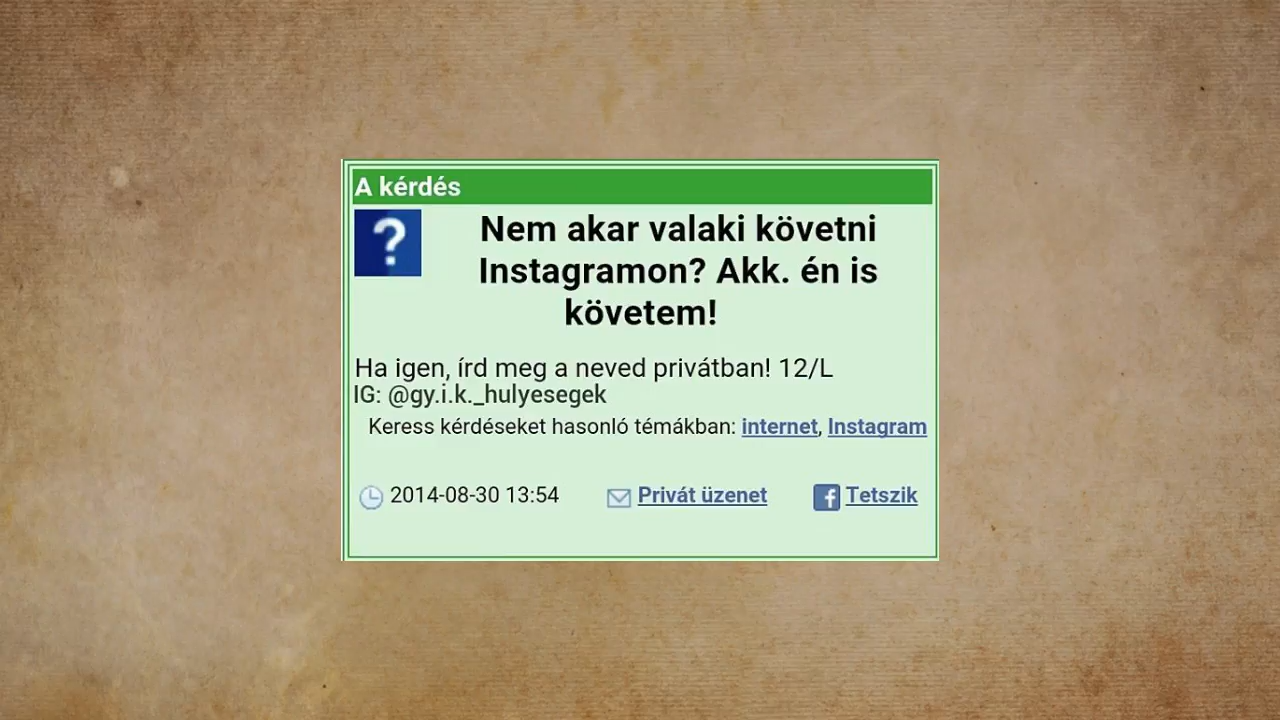 A kérdés
?
Nem akar valaki követni
Instagramon? Akk. én is
követem!
Ha igen, írd meg a neved privátban! 12/L
IG: @gy.i.k._hulyesegek
Keress kérdéseket hasonló témákban: internet, Instagram
2014-08-30 13:54 Privát üzenet f Tetszik